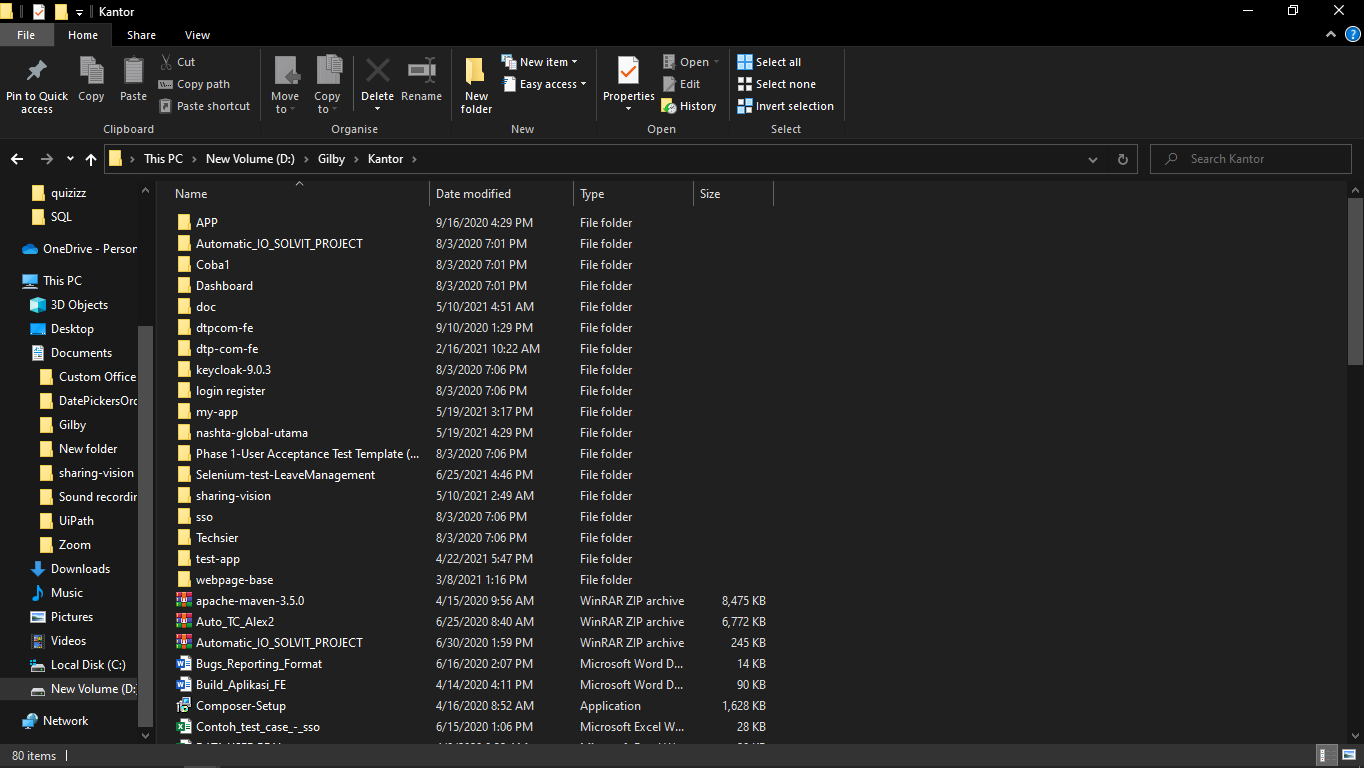 Kantor
File Home Share View
Pin to Quick access
Copy
Paste
Cut
Copy path
Paste shortcut
Clipboard
Move to
Copy to
Delete
Rename
Organise
New folder
New item
Easy access
New
Properties
Open
Edit
History
Open
Select all
Select none
Invert selection
Select
This PC > New Volume (D:) > Gilby > Kantor >
Search Kantor
quizizz
SQL
OneDrive - Person
This PC
3D Objects
Desktop
Documents
Custom Office
DatePickersOrd
Gilby
New folder
sharing-vision
Sound recordin
UiPath
Zoom
Downloads
Music
Pictures
Videos
Local Disk (C:)
New Volume (D:
Network
Name Date modified Type Size
APP 9/16/2020 4:29 PM File folder
Automatic_IO_SOLVIT_PROJECT 8/3/2020 7:01 PM File folder
Coba1 8/3/2020 7:01 PM File folder
Dashboard 8/3/2020 7:01 PM File folder
doc 5/10/2021 4:51 AM File folder
dtpcom-fe 9/10/2020 1:29 PM File folder
dtp-com-fe 2/16/2021 10:22 AM File folder
keycloak-9.0.3 8/3/2020 7:06 PM File folder
login register 8/3/2020 7:06 PM File folder
my-app 5/19/2021 3:17 PM File folder
nashta-global-utama 5/19/2021 4:29 PM File folder
Phase 1-User Acceptance Test Template (... 8/3/2020 7:06 PM File folder
Selenium-test-LeaveManagement 6/25/2021 4:46 PM File folder
sharing-vision 5/10/2021 2:49 AM File folder
sso 8/3/2020 7:06 PM File folder
Techsier 8/3/2020 7:06 PM File folder
test-app 4/22/2021 5:47 PM File folder
webpage-base 3/8/2021 1:16 PM File folder
apache-maven-3.5.0 4/15/2020 9:56 AM WinRAR ZIP archive 8,475 KB
Auto_TC_Alex2 6/25/2020 8:40 AM WinRAR ZIP archive 6,772 KB
Automatic_IO_SOLVIT_PROJECT 6/30/2020 1:59 PM WinRAR ZIP archive 245 KB
Bugs_Reporting_Format 6/16/2020 2:07 PM Microsoft Word D... 14 KB
Build_Aplikasi_FE 4/14/2020 4:11 PM Microsoft Word D... 90 KB
Composer-Setup 4/16/2020 8:52 AM Application 1,628 KB
Contoh_test_case_-_sso 6/15/2020 1:06 PM Microsoft Excel W... 28 KB
80 items